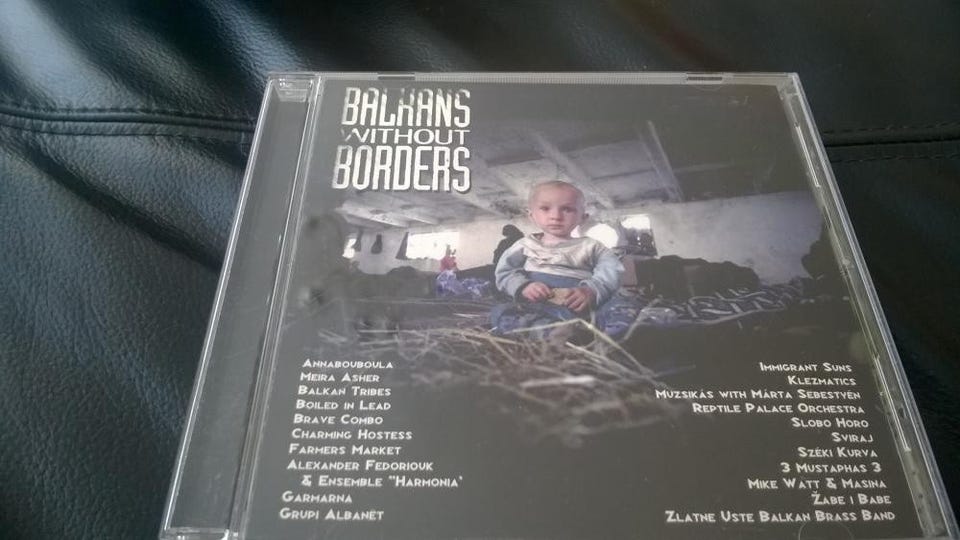 BALKANS
WITHOUT
BORDERS
ANNABOUBOULA
MEIRA ASHER
BALKAN TRIBES
BOILED IN LEAD
BRAVE COMBO
CHARMING HOSTESS
FARMERS MARKET
ALEXANDER FEDORIOUK
& ENSEMBLE "HARMONIA'
GARMARNA
GRUPI ALBANËT
IMMIGRANT SUNS
KLEZMATICS
MUZSIKÁS WITH MÁRTA SEBESTYÉN
REPTILE PALACE ORCHESTRA
SLOBO HORO
SVIRAJ
SZÉKI KURVA
3 MUSTAPHAS 3
MIKE WATT & MASINA
ŽABE I BABE
ZLATNE USTE BALKAN BRASS BAND